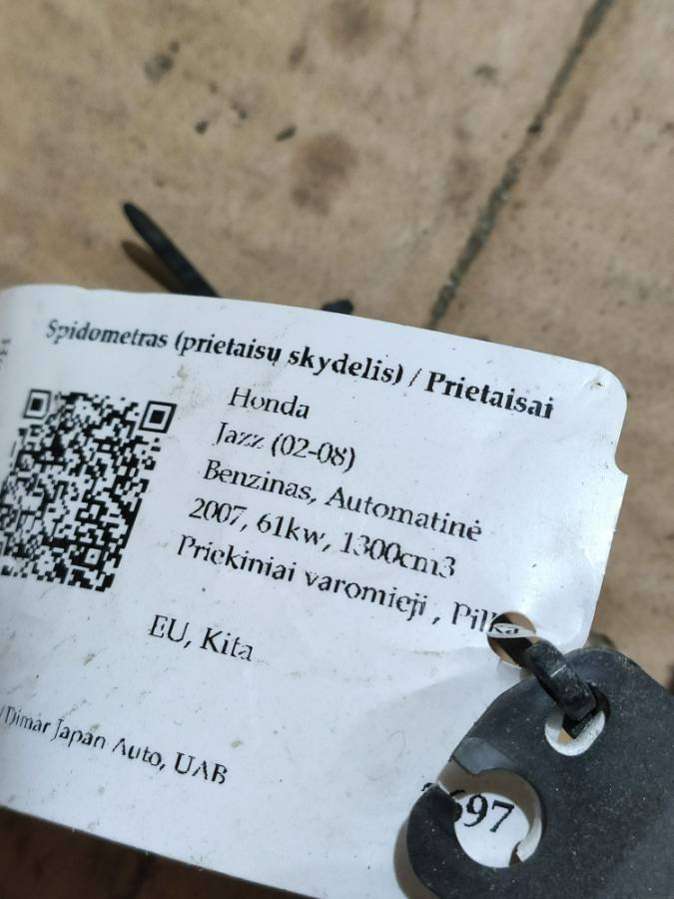 Spidometras (prietaisų skydelis) / Prietaisai
Honda
Jazz (02-08)
Benzinas, Automatinė
2007, 61kw, 1300cm3
Priekiniai varomieji , Pilka
EU, Kita
/Dimar Japan Auto, UAB
697